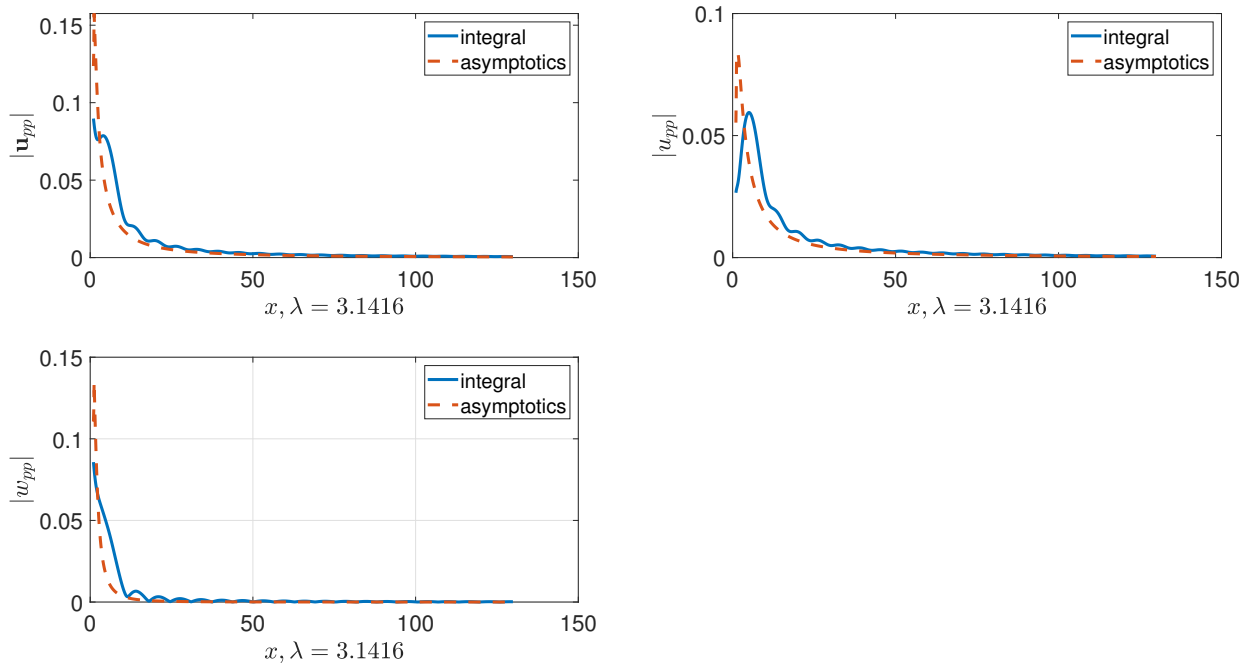 0.15
0.1
0.05
0
|u_pp|
integral
asymptotics
0 50 100 150
x, λ = 3.1416
0.1
0.05
0
|u_pp|
integral
asymptotics
0 50 100 150
x, λ = 3.1416
0.15
0.1
0.05
0
|w_pp|
integral
asymptotics
0 50 100 150
x, λ = 3.1416